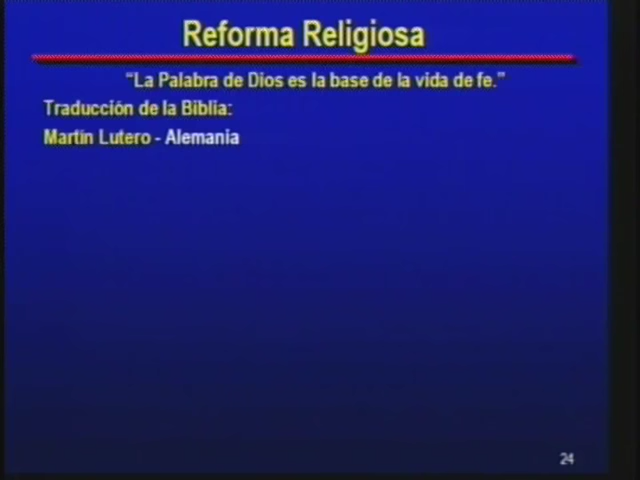 Reforma Religiosa
“La Palabra de Dios es la base de la vida de fe.”
Traducción de la Biblia:
Martín Lutero - Alemania
24